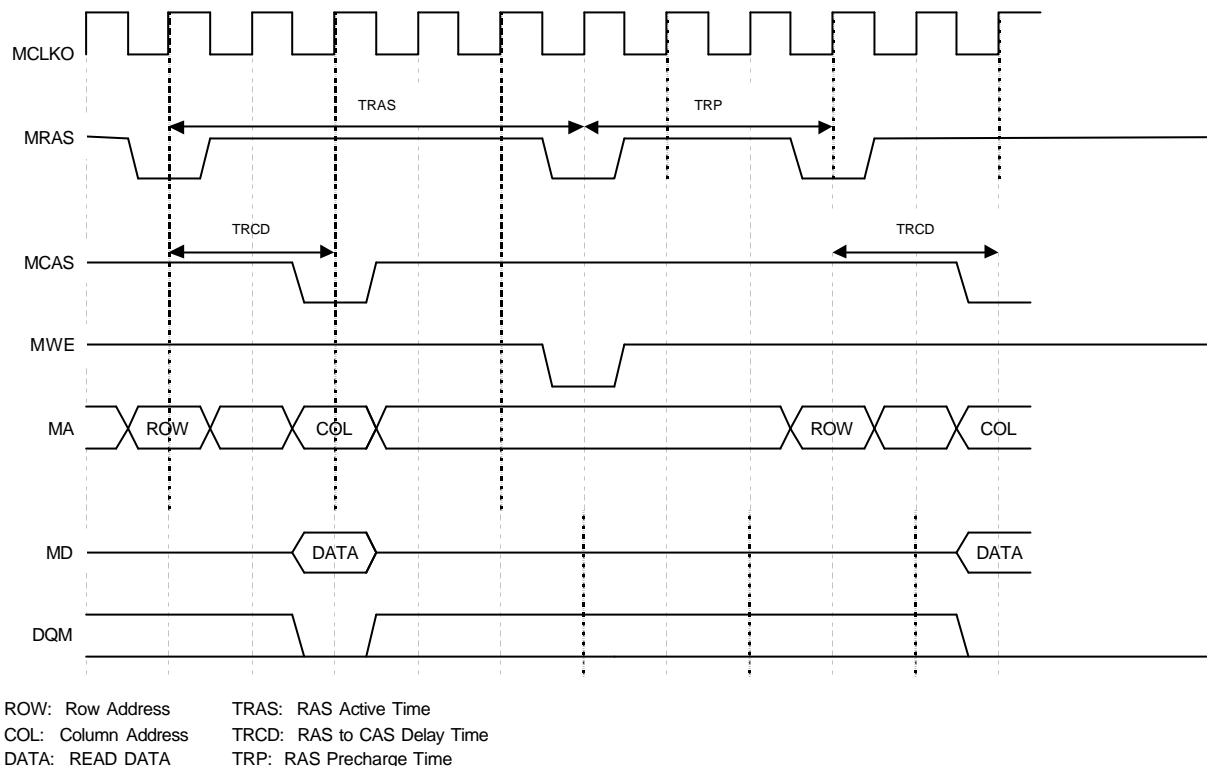 MCLKO
TRAS TRP
MRAS
TRCD TRCD
MCAS
MWE
MA ROW COL ROW COL
MD DATA DATA
DQM
ROW: Row Address TRAS: RAS Active Time
COL: Column Address TRCD: RAS to CAS Delay Time
DATA: READ DATA TRP: RAS Precharge Time